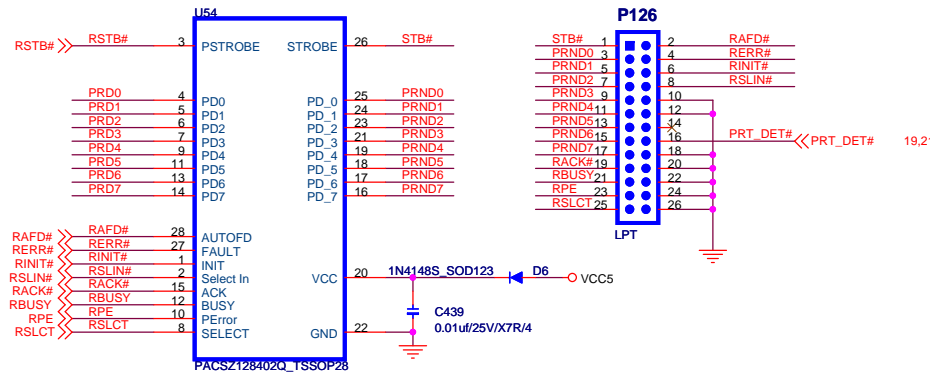 U54
P126
RSTB# RSTB# 3 PSTROBE STROBE 26 STB#
STB# 1 2 RAFD#
PRND0 3 4 RERR#
PRND1 5 6 RINIT#
PRND2 7 8 RSLIN#
PRND3 9 10
PRND4 11 12
PRND5 13 14
PRND6 15 16 PRT_DET# PRT_DET# 19,21
PRND7 17 18
RACK# 19 20
RBUSY 21 22
RPE 23 24
RSLCT 25 26
LPT
PRD0 4 PD0 PD_0 25 PRND0
PRD1 5 PD1 PD_1 24 PRND1
PRD2 6 PD2 PD_2 23 PRND2
PRD3 7 PD3 PD_3 21 PRND3
PRD4 9 PD4 PD_4 19 PRND4
PRD5 11 PD5 PD_5 18 PRND5
PRD6 13 PD6 PD_6 17 PRND6
PRD7 14 PD7 PD_7 16 PRND7
RAFD# RAFD# 28 AUTOFD
RERR# RERR# 27 FAULT
RINIT# RINIT# 1 INIT
RSLIN# RSLIN# 2 Select In VCC 20 1N4148S_SOD123 D6 VCC5
RACK# RACK# 15 ACK
RBUSY RBUSY 12 BUSY
RPE RPE 10 PError
RSLCT RSLCT 8 SELECT GND 22
C439
0.01uf/25V/X7R/4
PACSZ128402Q_TSSOP28